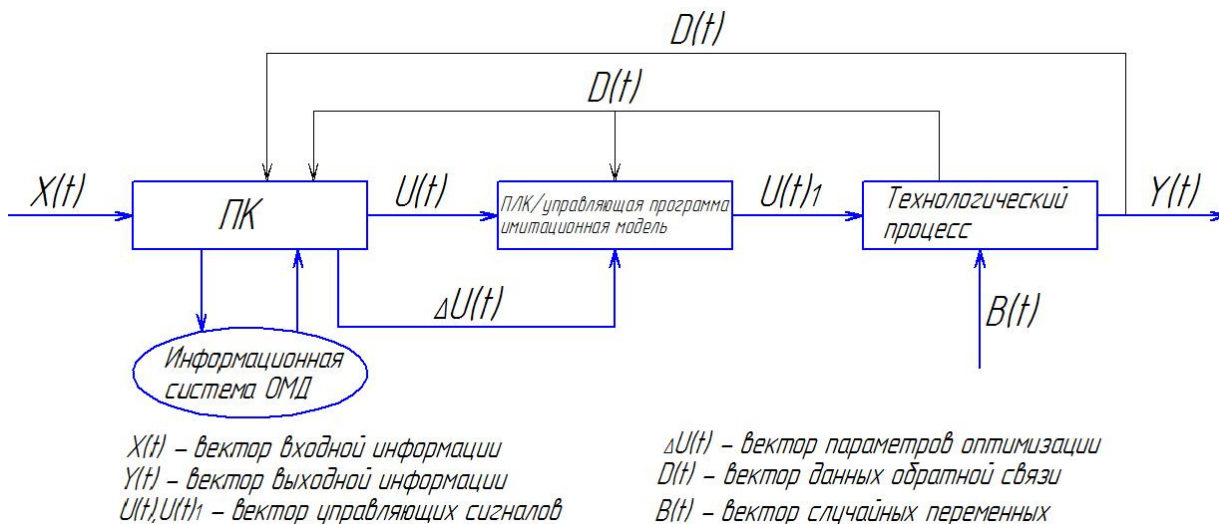 D(t)
D(t)
X(t)
ПК
U(t)
ПЛК/управляющая программа
имитационная модель
U(t)1
Технологический
процесс
Y(t)
ΔU(t)
B(t)
Информационная
система ОМД
X(t) – вектор входной информации
Y(t) – вектор выходной информации
U(t),U(t)1 – вектор управляющих сигналов
ΔU(t) – вектор параметров оптимизации
D(t) – вектор данных обратной связи
B(t) – вектор случайных переменных